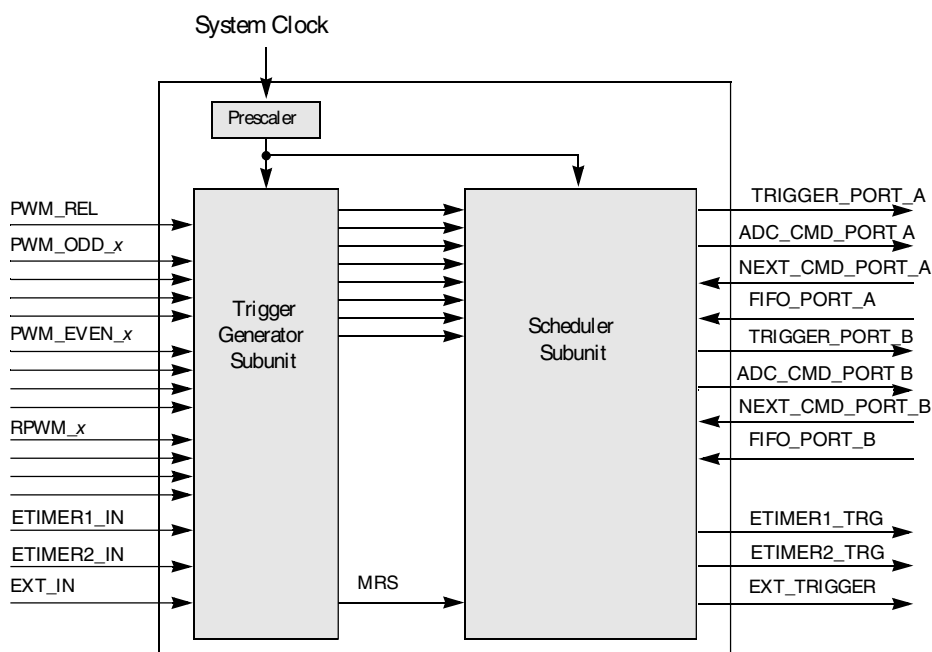 System Clock
Prescaler
PWM_REL
PWM_ODD_x
PWM_EVEN_x
RPWM_x
ETIMER1_IN
ETIMER2_IN
EXT_IN
Trigger
Generator
Subunit
MRS
Scheduler
Subunit
TRIGGER_PORT_A
ADC_CMD_PORT A
NEXT_CMD_PORT_A
FIFO_PORT_A
TRIGGER_PORT_B
ADC_CMD_PORT B
NEXT_CMD_PORT_B
FIFO_PORT_B
ETIMER1_TRG
ETIMER2_TRG
EXT_TRIGGER